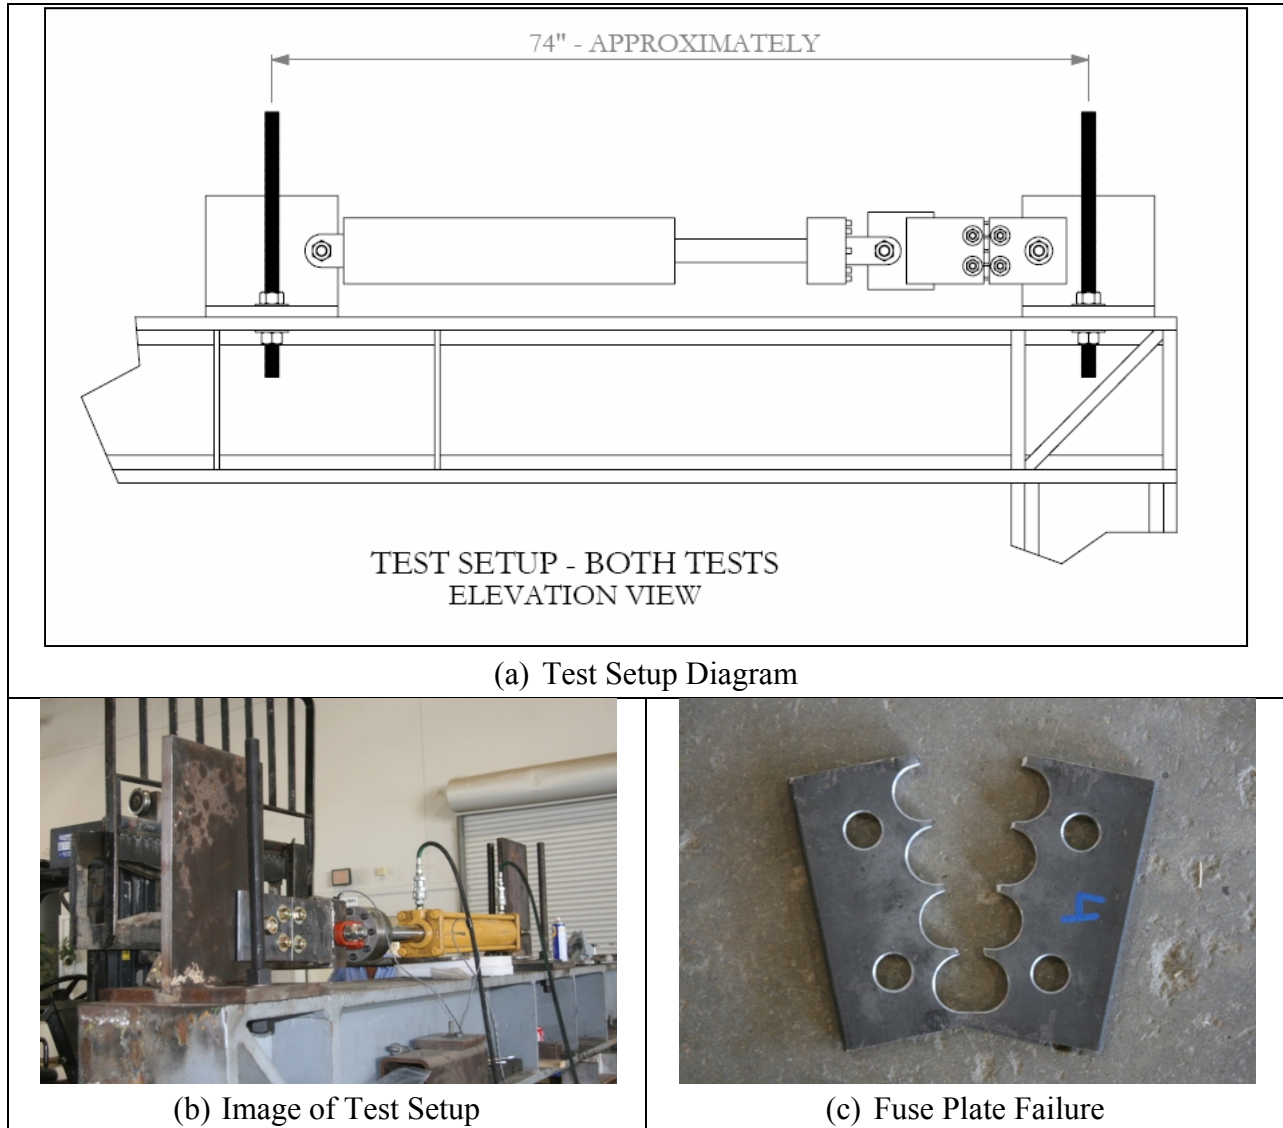 74" - APPROXIMATELY
TEST SETUP - BOTH TESTS
ELEVATION VIEW
(a) Test Setup Diagram
4
(b) Image of Test Setup
(c) Fuse Plate Failure